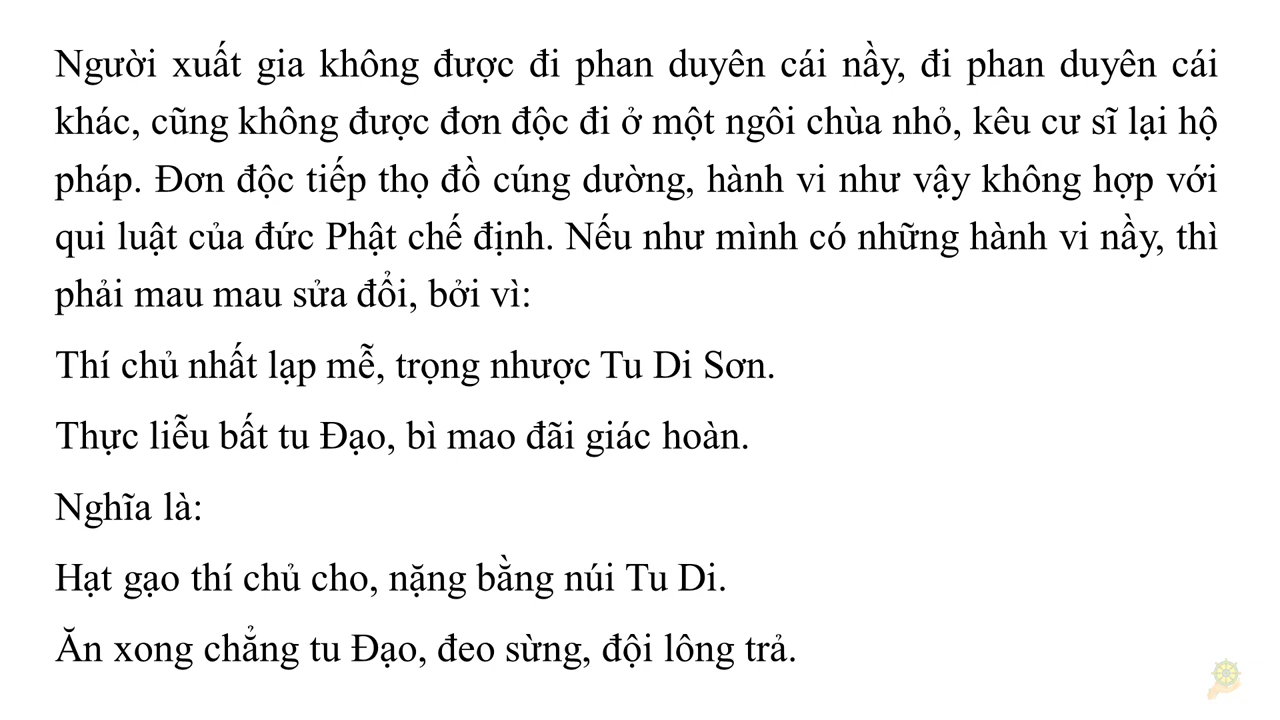 Người xuất gia không được đi phan duyên cái nầy, đi phan duyên cái
khác, cũng không được đơn độc đi ở một ngôi chùa nhỏ, kêu cư sĩ lại hộ
pháp. Đơn độc tiếp thọ đồ cúng dường, hành vi như vậy không hợp với
qui luật của đức Phật chế định. Nếu như mình có những hành vi nầy, thì
phải mau mau sửa đổi, bởi vì:
Thí chủ nhất lạp mễ, trọng nhược Tu Di Sơn.
Thực liễu bất tu Đạo, bì mao đãi giác hoàn.
Nghĩa là:
Hạt gạo thí chủ cho, nặng bằng núi Tu Di.
Ăn xong chẳng tu Đạo, đeo sừng, đội lông trả.